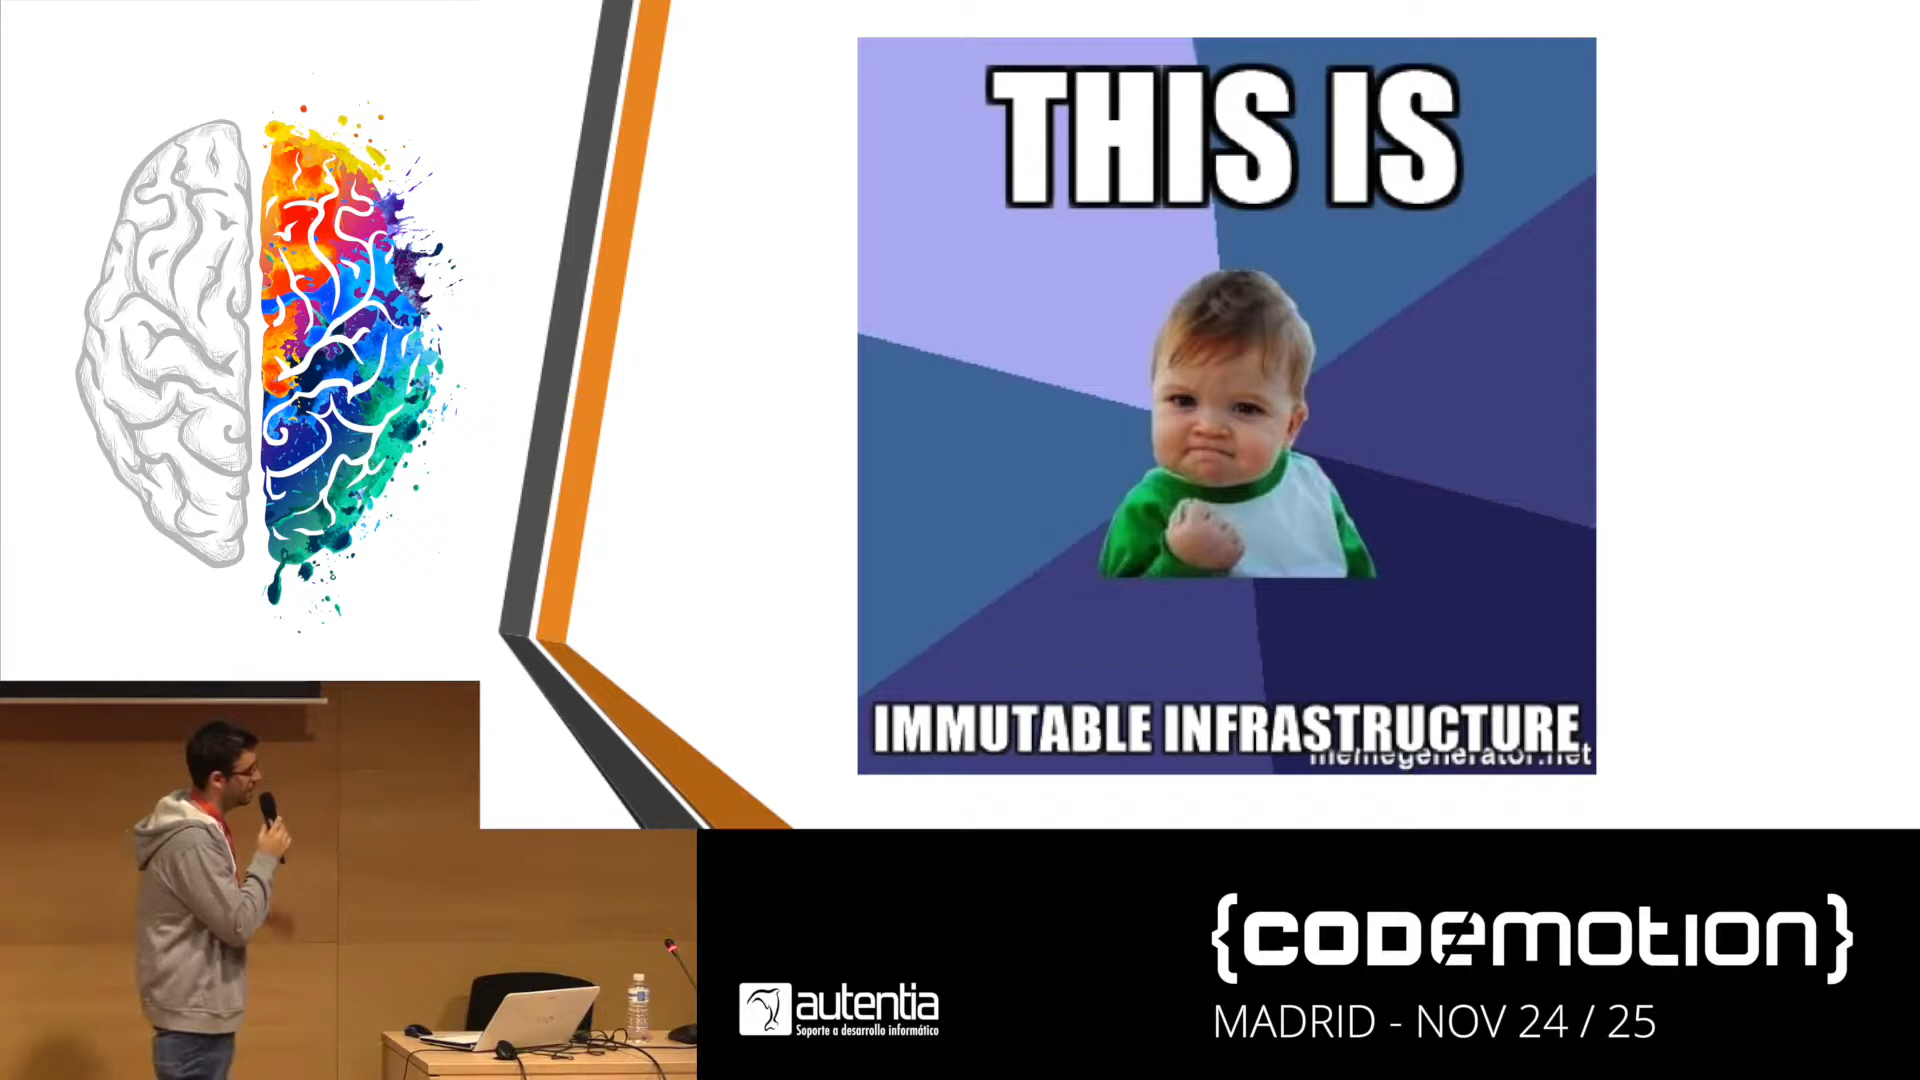 THIS IS
IMMUTABLE INFRASTRUCTURE
memegenerator.net
{CODEMOTION}
MADRID - NOV 24 / 25
autentia
Soporte a desarrollo informático